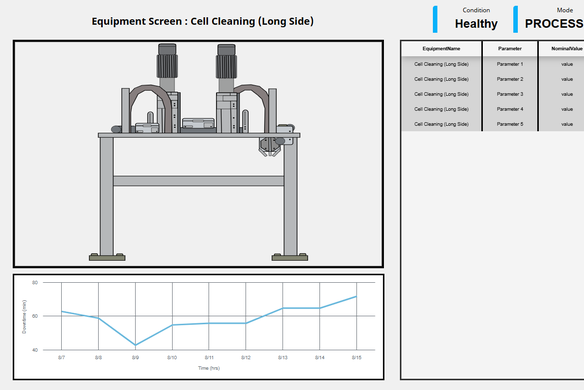 Equipment Screen : Cell Cleaning (Long Side)
Condition
Healthy
Mode
PROCESS
EquipmentName Parameter NominalValue
Cell Cleaning (Long Side) Parameter 1 value
Cell Cleaning (Long Side) Parameter 2 value
Cell Cleaning (Long Side) Parameter 3 value
Cell Cleaning (Long Side) Parameter 4 value
Cell Cleaning (Long Side) Parameter 5 value
80
60
40
Downtime (min)
8/7 8/8 8/9 8/10 8/11 8/12 8/13 8/14 8/15
Time (hrs)